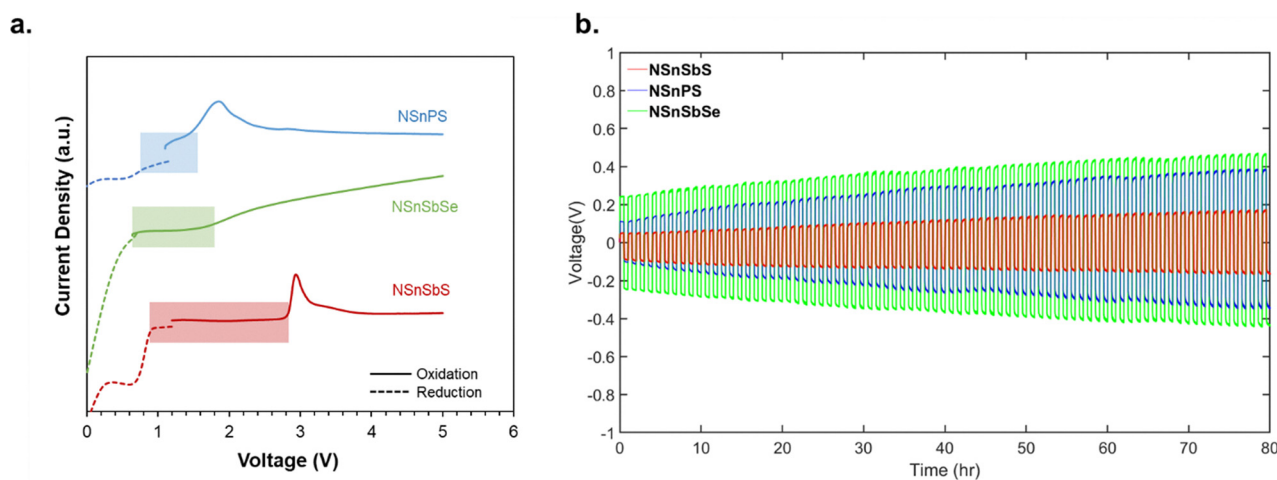 a.
Current Density (a.u.)
NSnPS
NSnSbSe
NSnSbS
Oxidation
Reduction
0 1 2 3 4 5 6
Voltage (V)
b.
NSnSbS
NSnPS
NSnSbSe
1
0.8
0.6
0.4
0.2
0
-0.2
-0.4
-0.6
-0.8
-1
Voltage(V)
0 10 20 30 40 50 60 70 80
Time (hr)